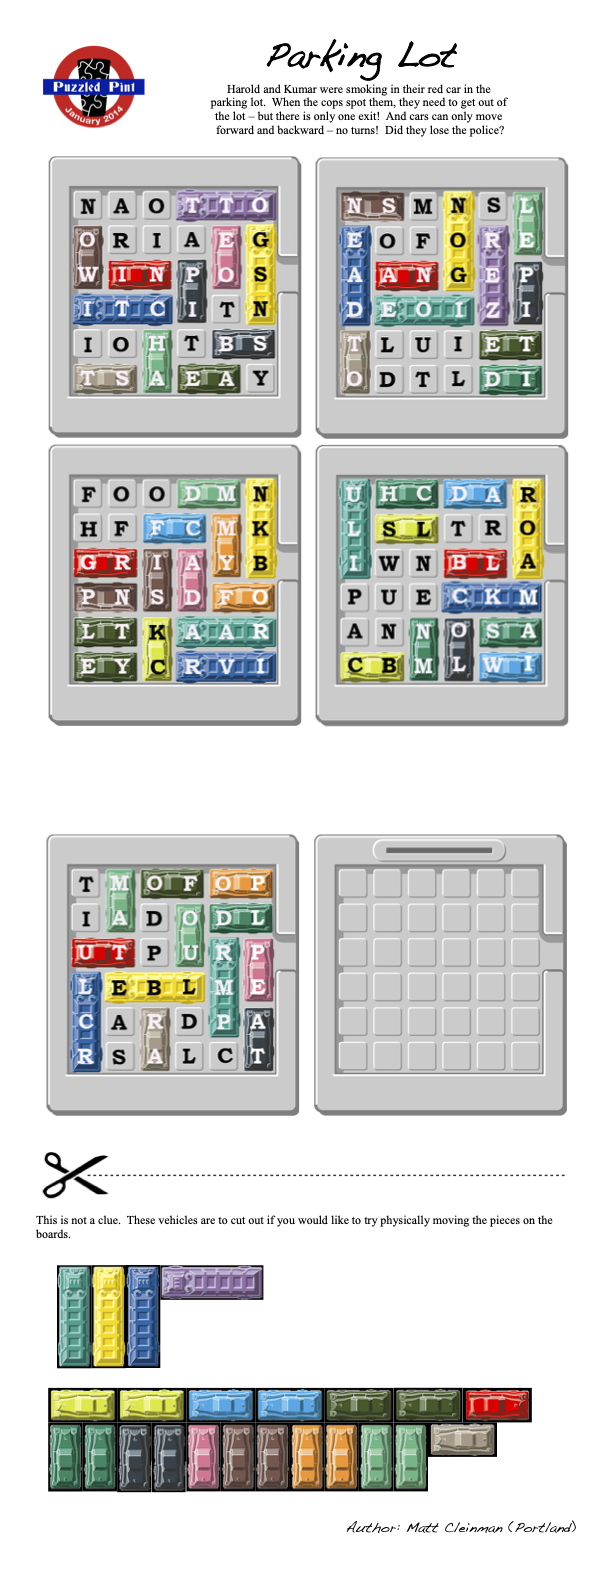 Parking Lot
Puzzled Pint
January 2014
Harold and Kumar were smoking in their red car in the
parking lot. When the cops spot them, they need to get out of
the lot – but there is only one exit! And cars can only move
forward and backward – no turns! Did they lose the police?
N A O T T O
O R I A E G
W I N P O S
I T C I T N
I O H T B S
T S A E A Y
N S M N S L
E O F O R E
A A N G E P
D E O I Z I
T L U I E T
O D T L D I
F O O D M N
H F F C M K
G R I A Y B
P N S D F O
L T K A A R
E Y C R V I
U H C D A R
L S L T R O
I W N B L A
P U E C K M
A N N O S A
C B M L W I
T M O F O P
I A D O D L
U T P U R P
L E B L M E
C A R D P A
R S A L C T
This is not a clue. These vehicles are to cut out if you would like to try physically moving the pieces on the
boards.
Author: Matt Cleinman (Portland)